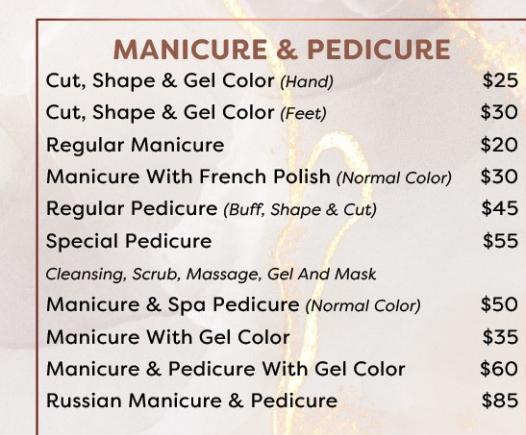 MANICURE & PEDICURE
Cut, Shape & Gel Color (Hand) $25
Cut, Shape & Gel Color (Feet) $30
Regular Manicure $20
Manicure With French Polish (Normal Color) $30
Regular Pedicure (Buff, Shape & Cut) $45
Special Pedicure $55
Cleansing, Scrub, Massage, Gel And Mask
Manicure & Spa Pedicure (Normal Color) $50
Manicure With Gel Color $35
Manicure & Pedicure With Gel Color $60
Russian Manicure & Pedicure $85